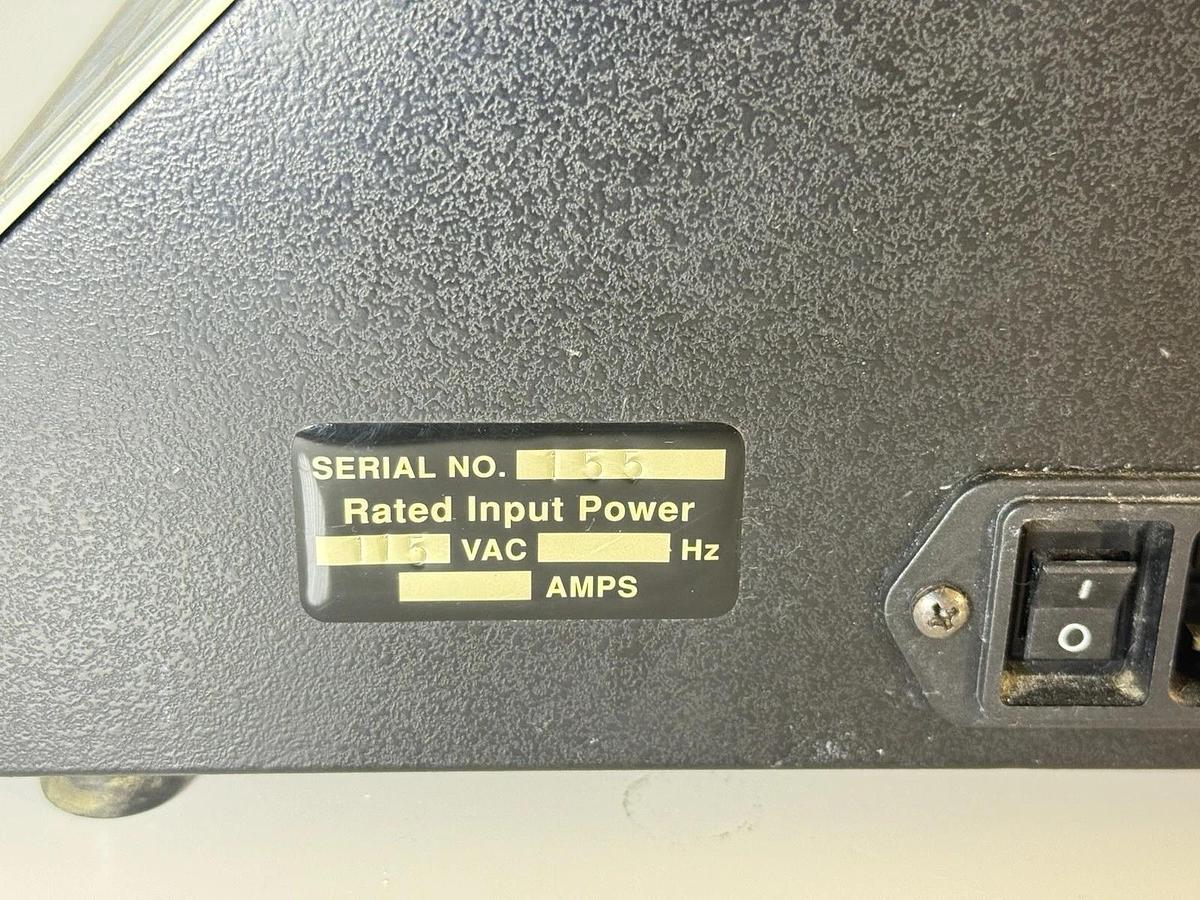 SERIAL NO. 155
Rated Input Power
115 VAC Hz
AMPS
I
O